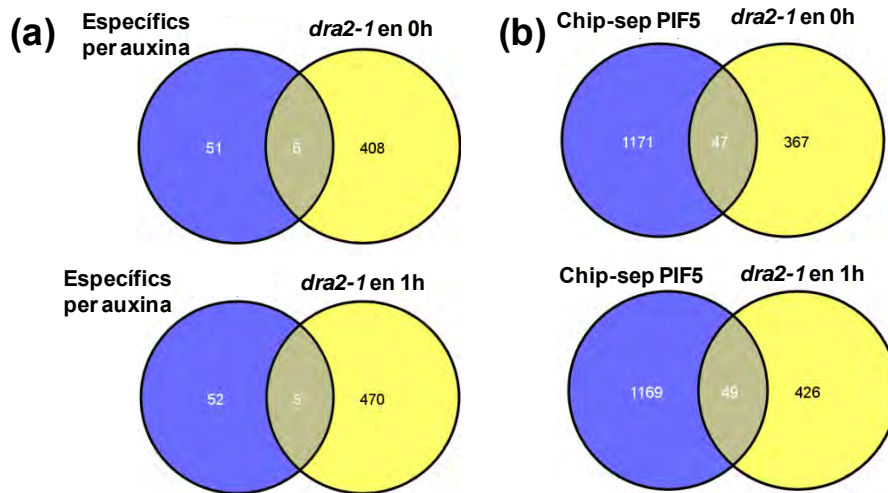 (a)
Específics
per auxina
dra2-1 en 0h
51
6
408
Específics
per auxina
dra2-1 en 1h
52
5
470
(b)
Chip-sep PIF5
dra2-1 en 0h
1171
47
367
Chip-sep PIF5
dra2-1 en 1h
1169
49
426